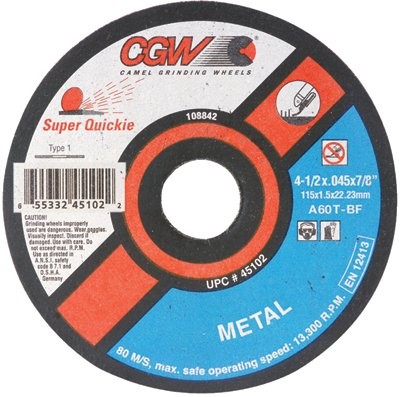 CGW
CAMEL GRINDING WHEELS
Super Quickie
108842
Type 1
8 55332 45102 2
4-1/2 x .045x7/8"
115x1.5x22.23mm
A60T-BF
CAUTION!
Grinding wheels improperly
used are dangerous. Wear goggles.
Visually inspect. Discard if
damaged. Use with care. Do
not exceed max. R.P.M.
Use as directed in
A.N.S.I. safety
code B 7.1 and
O.S.H.A.
Germany
UPC # 45102
EN 12413
METAL
80 M/S, max. safe operating speed: 13,300 R.P.M.